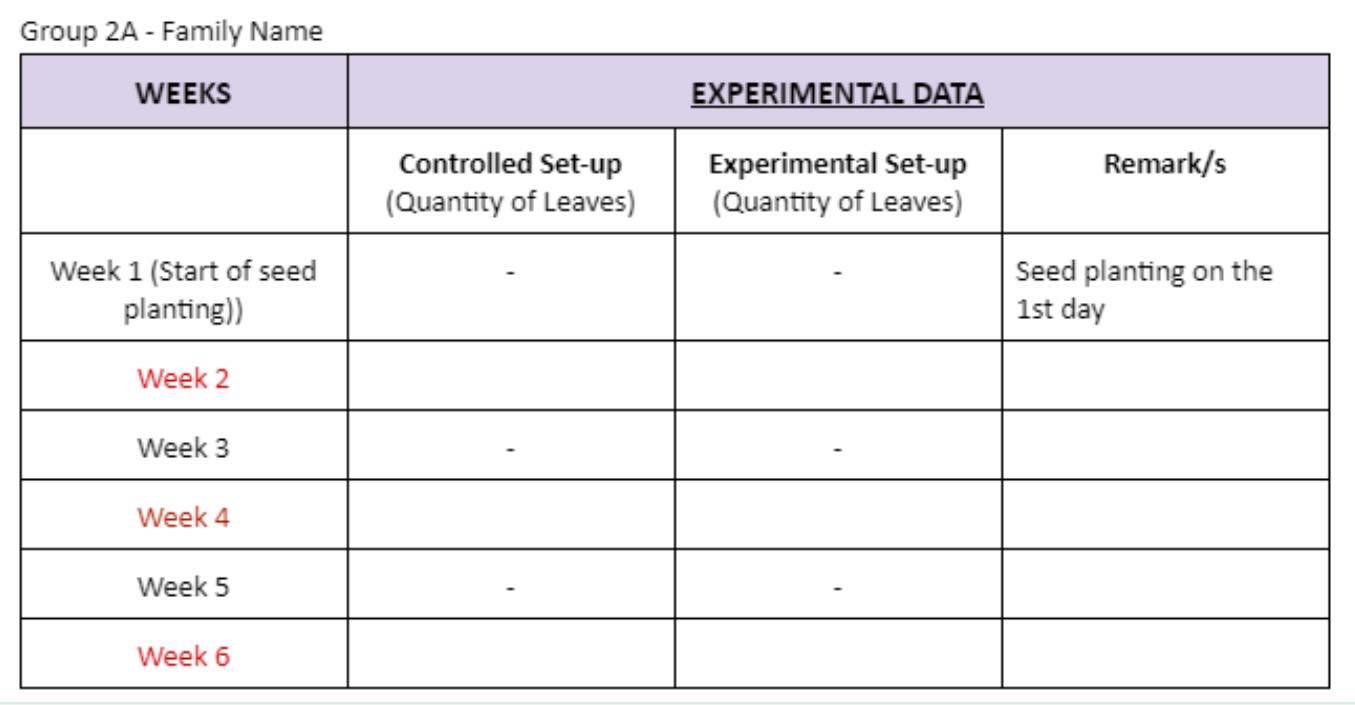 Group 2A - Family Name
WEEKS
EXPERIMENTAL DATA
Controlled Set-up
(Quantity of Leaves)
Experimental Set-up
(Quantity of Leaves)
Remark/s
Week 1 (Start of seed
planting))
-
-
Seed planting on the
1st day
Week 2
Week 3
-
-
Week 4
Week 5
-
-
Week 6